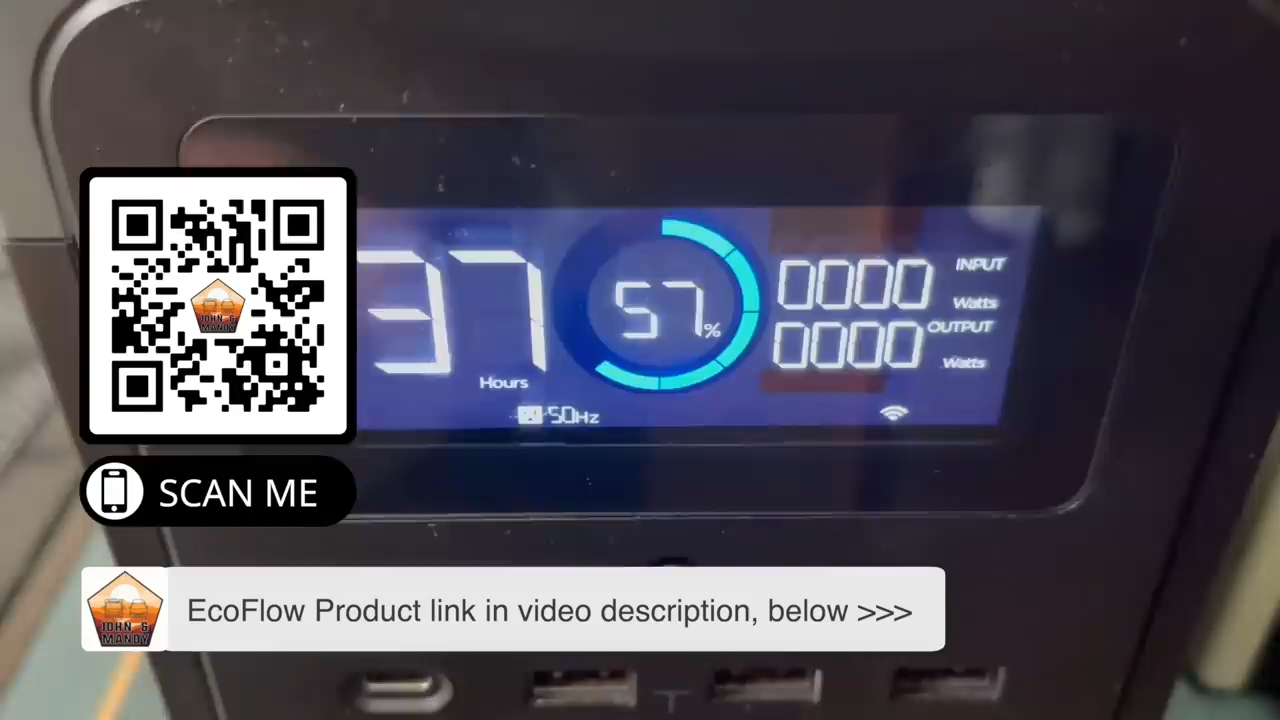 37
Hours
57%
0000
INPUT
Watts
0000
OUTPUT
Watts
50Hz
JOHN &
MANDY
SCAN ME
JOHN &
MANDY
EcoFlow Product link in video description, below >>>